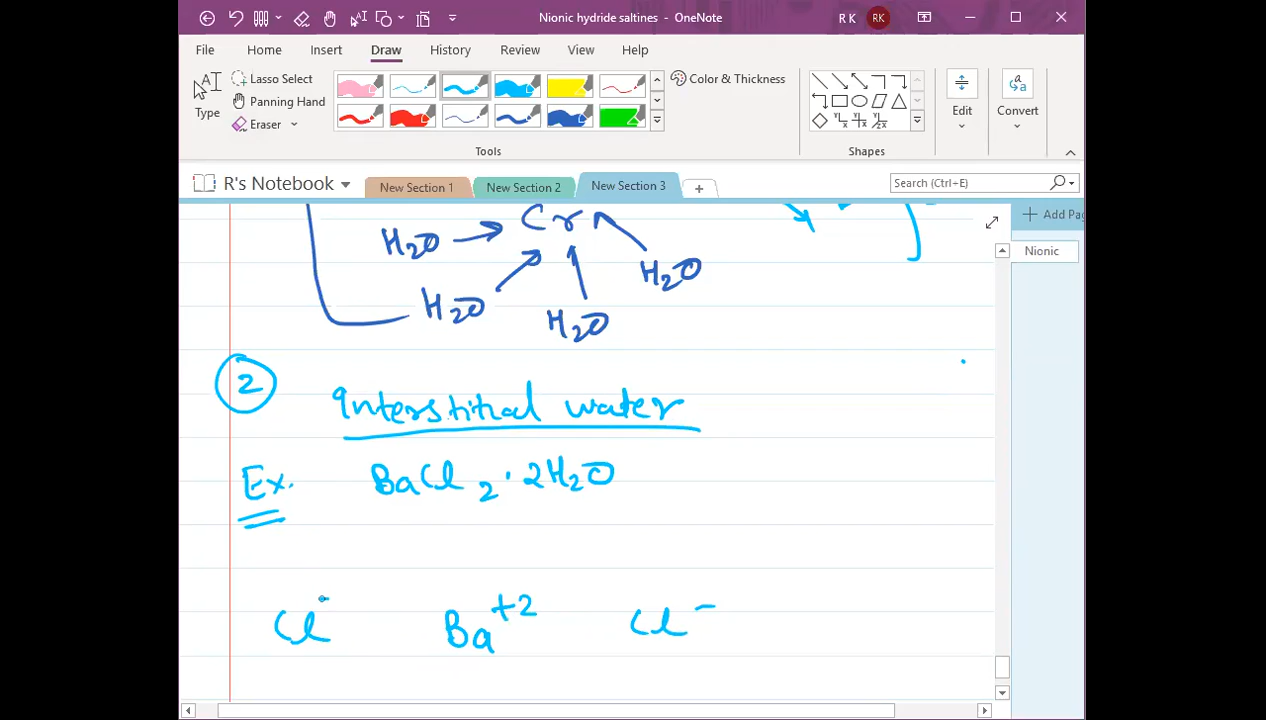 Nionic hydride saltines - OneNote
R K
RK
File Home Insert Draw History Review View Help
Type
Lasso Select
Panning Hand
Eraser
Color & Thickness
Edit
Convert
Tools
Shapes
R's Notebook
New Section 1
New Section 2
New Section 3
Search (Ctrl+E)
Add Pag
Nionic
Cr
H2O
H2O
H2O
H2O
2 Interstitial water
Ex. BaCl2·2H2O
Cl Ba+2 Cl-